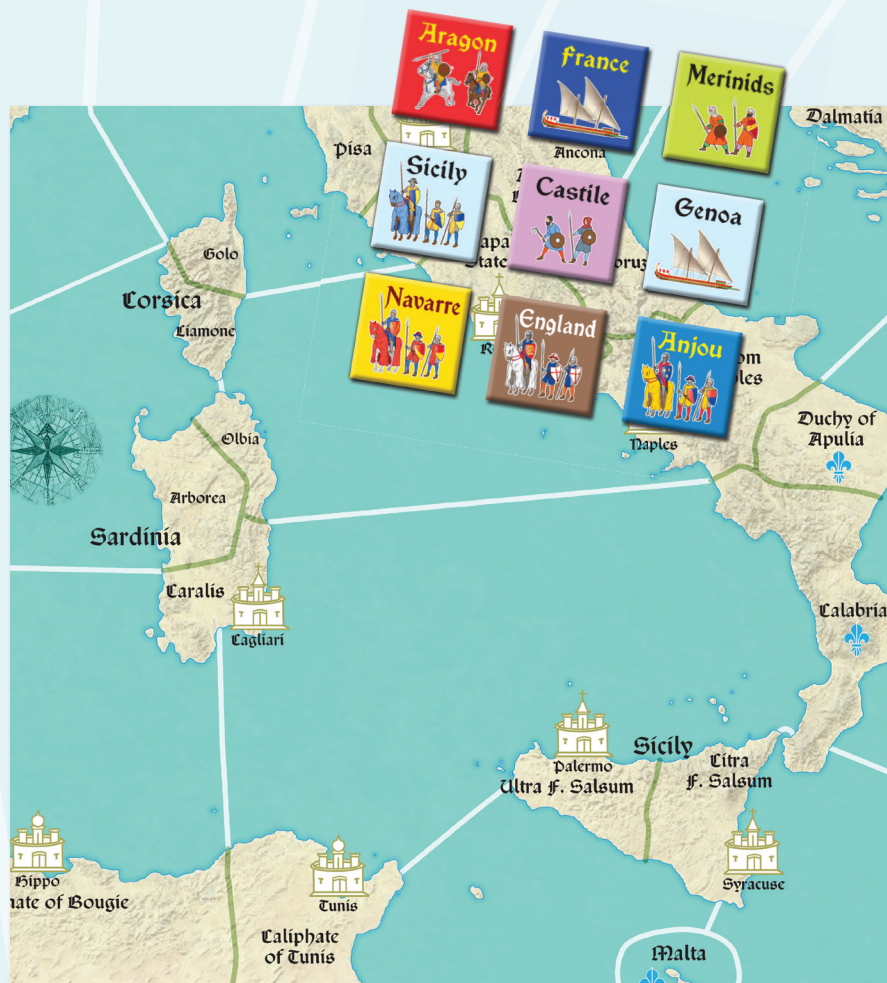 Aragon
France
Merinids
Dalmatia
Pisa
Ancona
Sicily
Castile
Genoa
Golo
Corsica
Liamone
Navarre
England
Anjou
Olbia
Naples
Duchy of
Apulia
Arborea
Sardinia
Caralis
Cagliari
Calabria
Sicily
Palermo
Citra
F. Salsum
Ultra F. Salsum
Hippo
of Bougie
Tunis
Syracuse
Caliphate
of Tunis
Malta